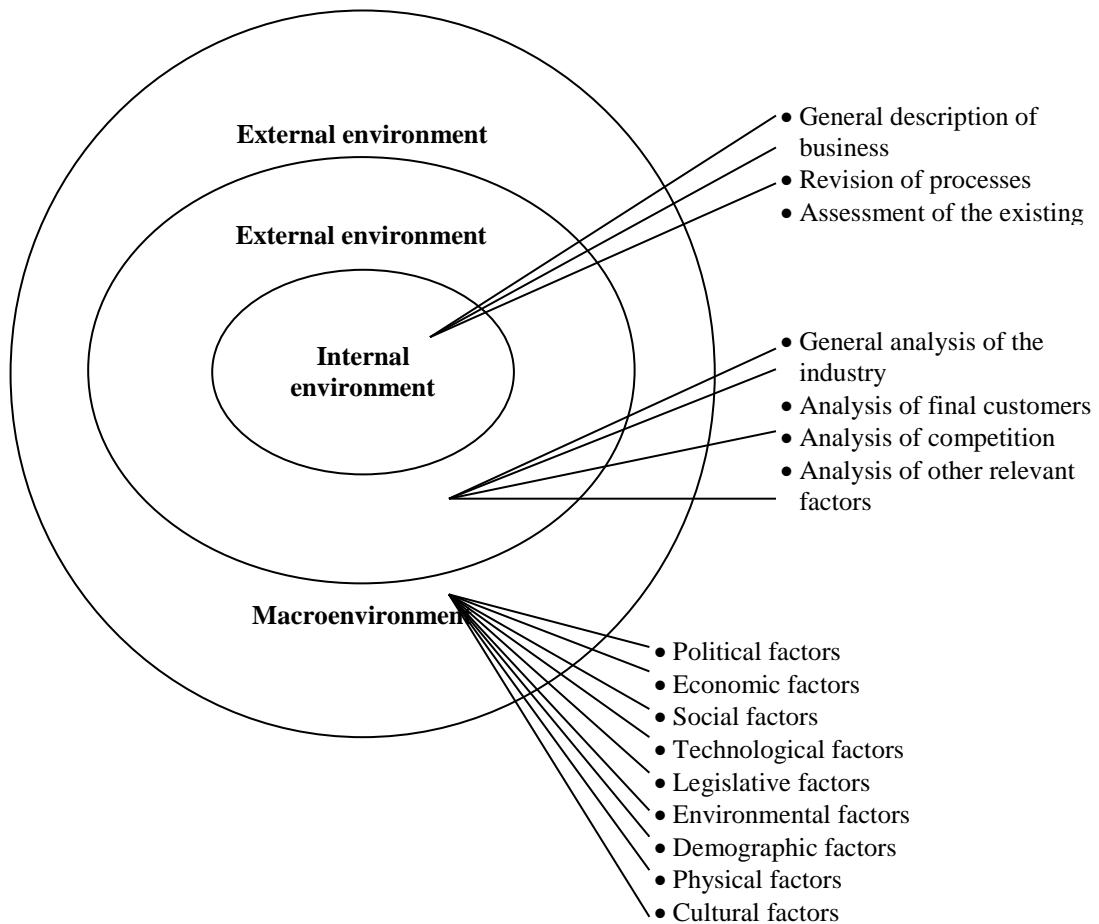 External environment
External environment
Internal
environment
Macroenvironment
• General description of
business
• Revision of processes
• Assessment of the existing
• General analysis of the
industry
• Analysis of final customers
• Analysis of competition
• Analysis of other relevant
factors
• Political factors
• Economic factors
• Social factors
• Technological factors
• Legislative factors
• Environmental factors
• Demographic factors
• Physical factors
• Cultural factors